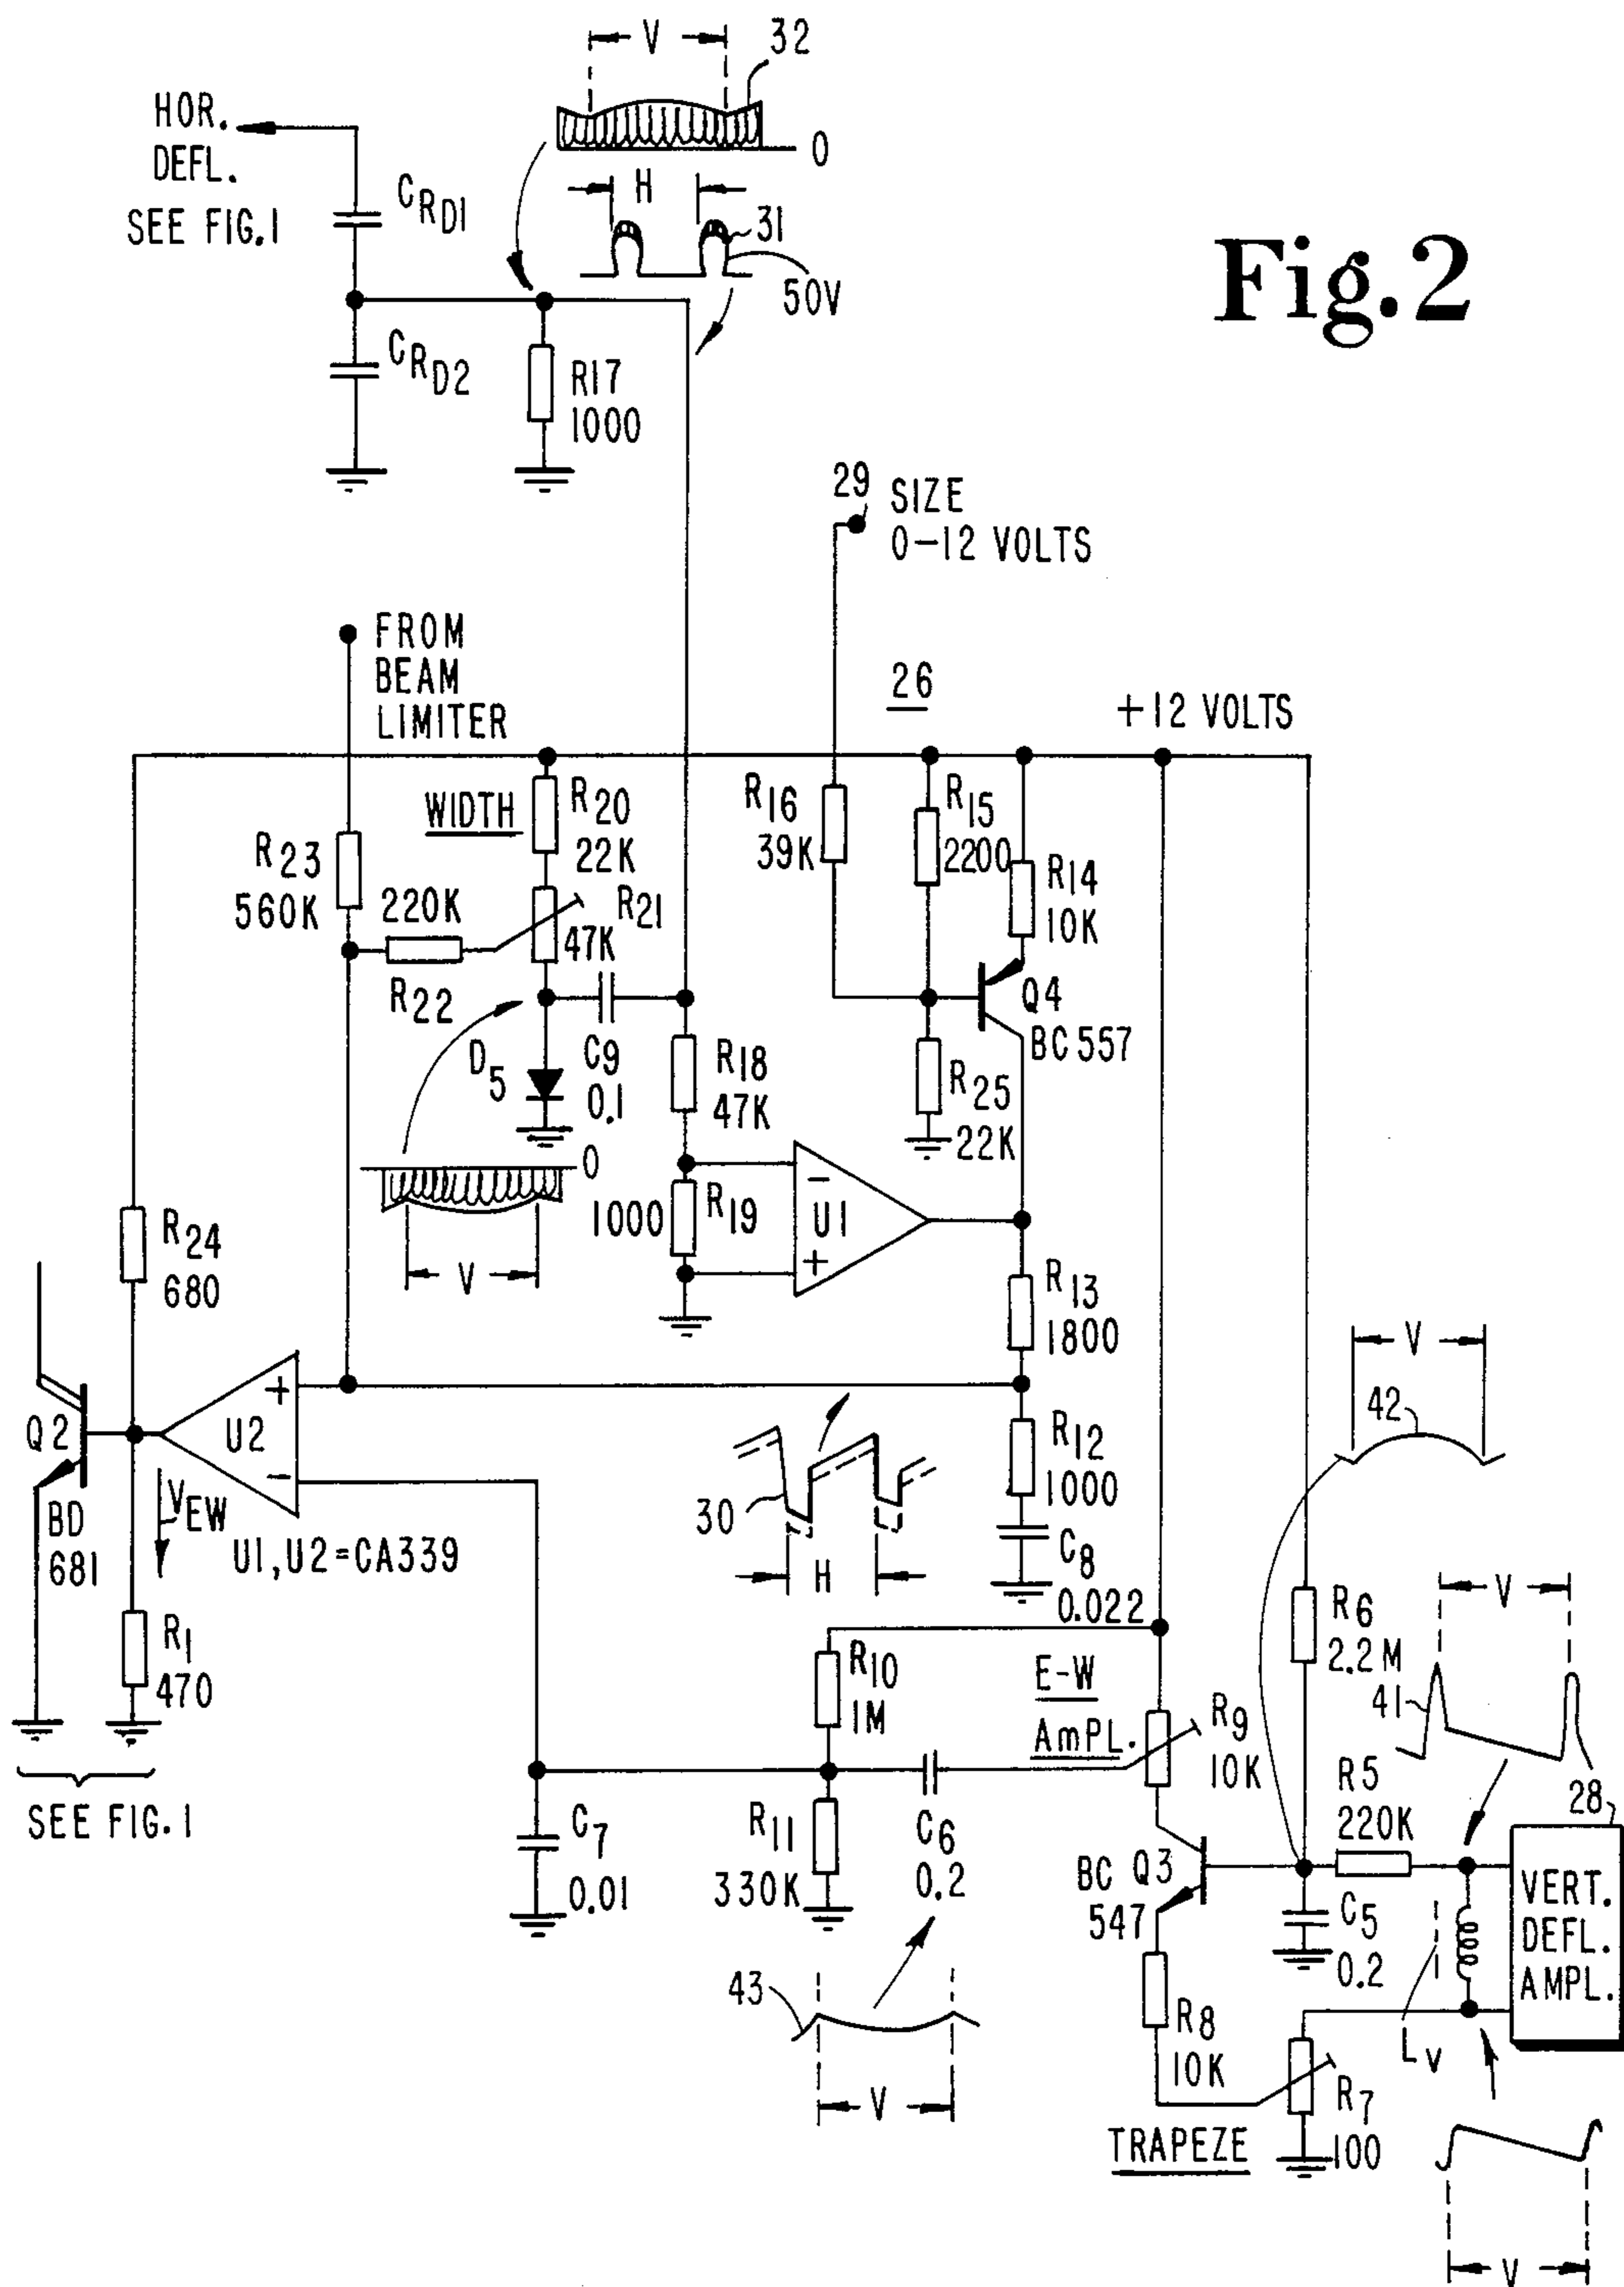 Fig.2
V
32
HOR.
DEFL.
SEE FIG.1
0
CRD1
H
31
50V
CRD2
R17
1000
29
SIZE
0-12 VOLTS
FROM
BEAM
LIMITER
26
+12 VOLTS
WIDTH
R20
22K
R16
39K
R15
2200
R14
10K
R23
560K
220K
R22
R21
47K
Q4
BC 557
D5
C9
0.1
R18
47K
R25
22K
0
1000
R19
-
U1
+
V
R24
680
R13
1800
V
42
Q2
BD
681
+
U2
-
VEW
U1,U2=CA339
R12
1000
30
H
C8
0.022
R1
470
SEE FIG.1
R10
1M
E-W
AmPL.
R9
10K
R6
2.2M
V
41
R5
220K
28
C7
0.01
R11
330K
C6
0.2
BC
547
Q3
C5
0.2
VERT.
DEFL.
AMPL.
43
V
R8
10K
LV
R7
100
TRAPEZE
V